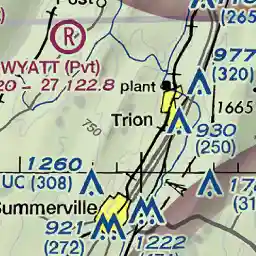 Post
(265
R
WYATT (Pvt)
20 - 27 122.8
977
(320)
plant
1665
Trion
750
930
(250)
1260
UC (308)
Summerville
921
(272)
1222
(174